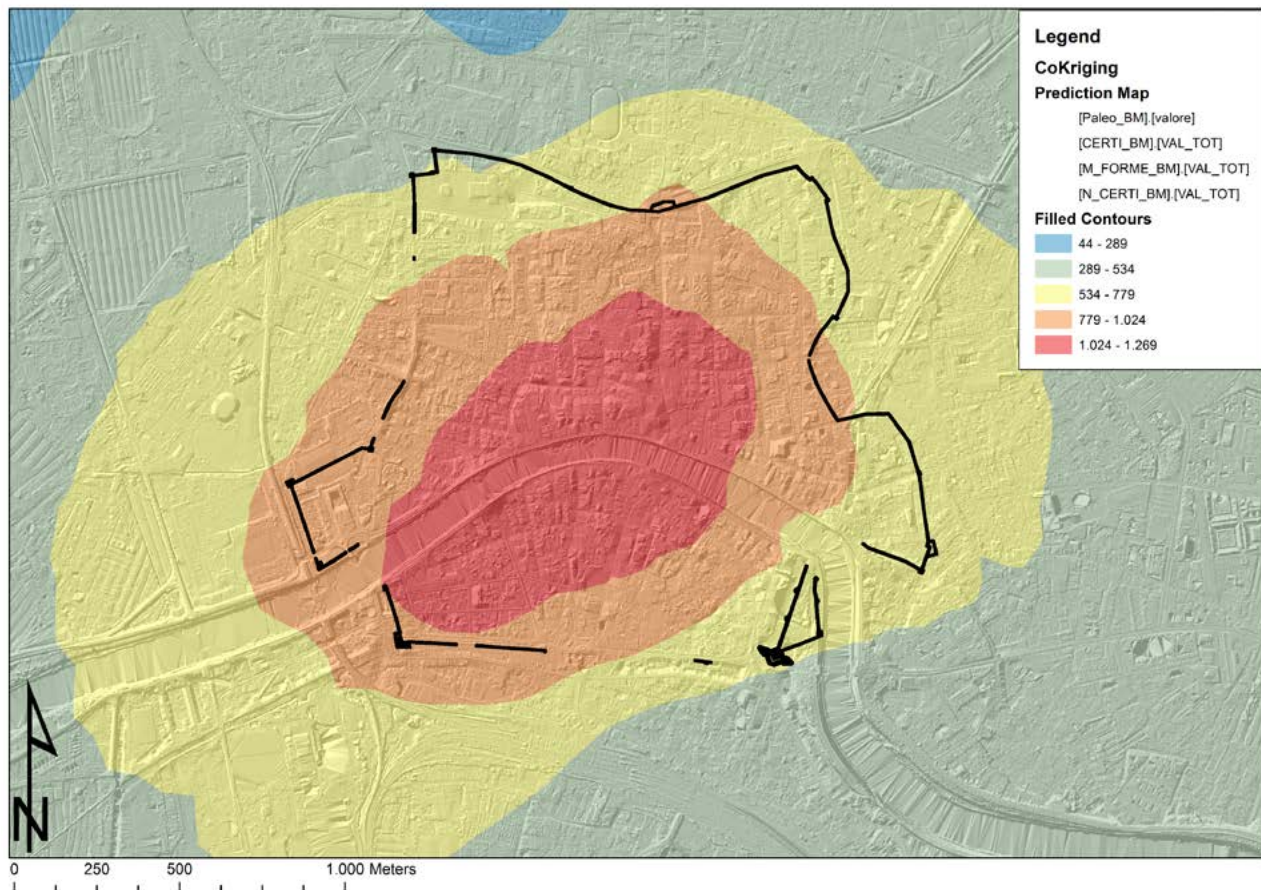 Legend
CoKriging
Prediction Map
[Paleo_BM].[valore]
[CERTI_BM].[VAL_TOT]
[M_FORME_BM].[VAL_TOT]
[N_CERTI_BM].[VAL_TOT]
Filled Contours
44 - 289
289 - 534
534 - 779
779 - 1.024
1.024 - 1.269
N
0 250 500 1.000 Meters